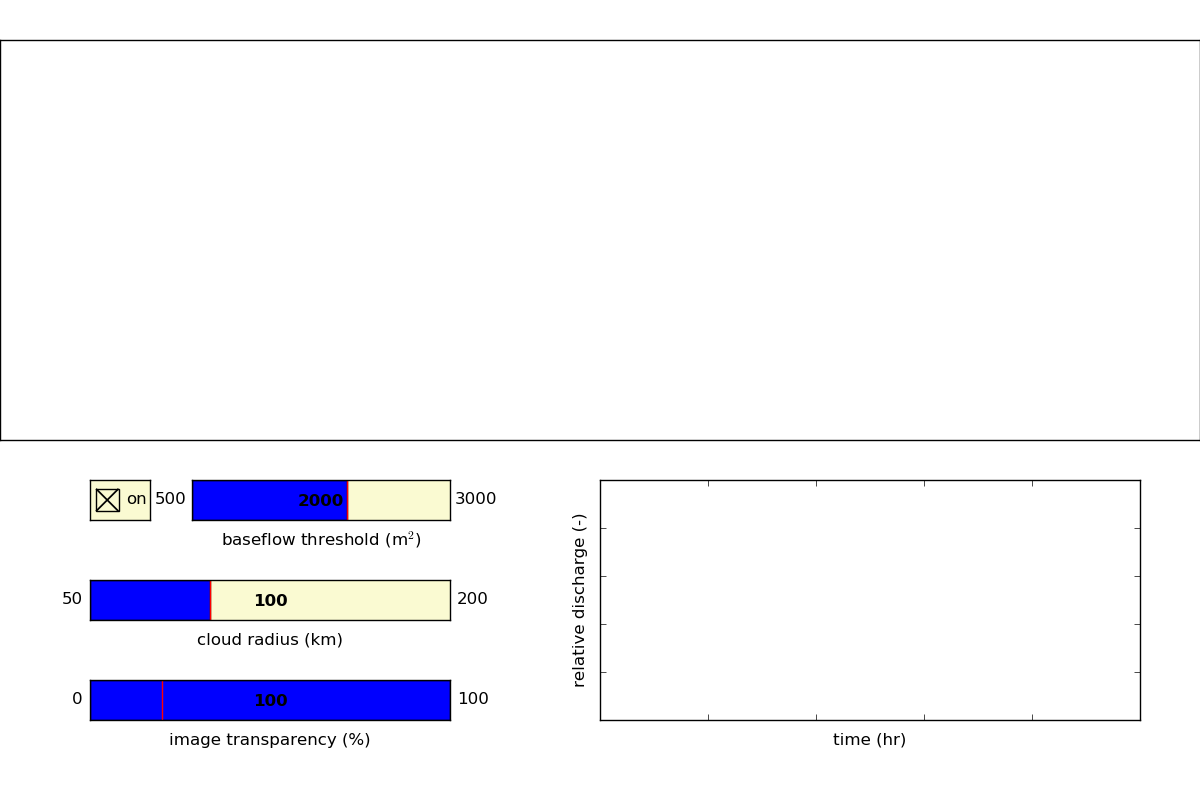 on 500 2000 3000
baseflow threshold (m²)
50 100 200
cloud radius (km)
0 100 100
image transparency (%)
relative discharge (-)
time (hr)